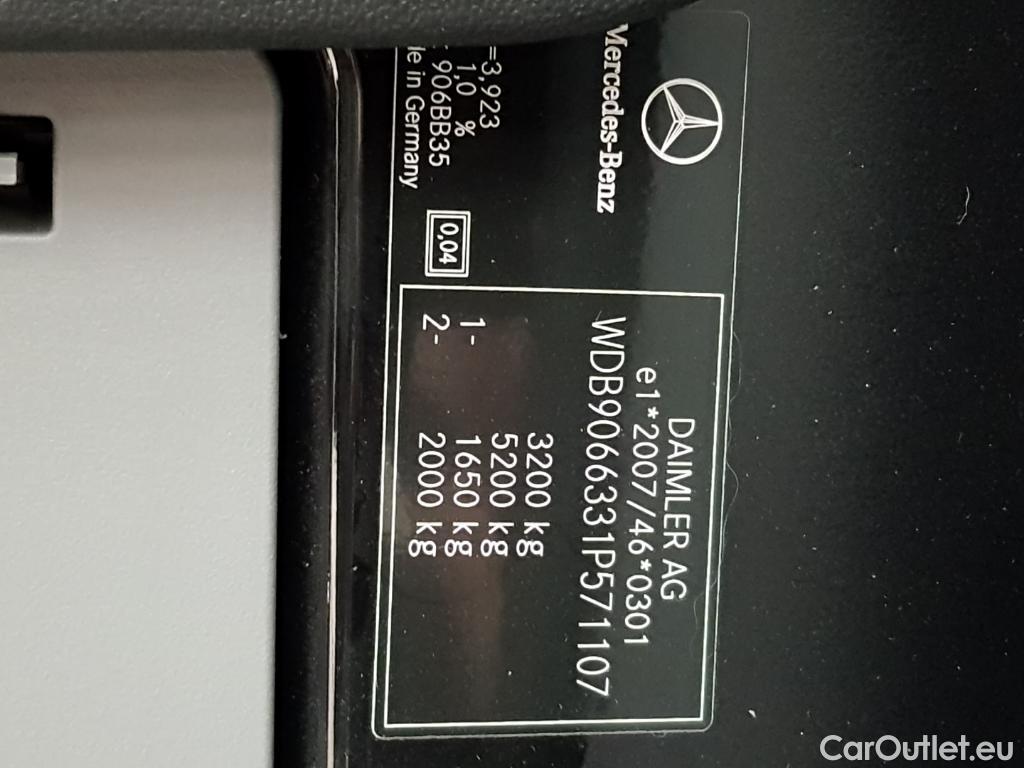 Mercedes-Benz
=3,923
1,0 %
906BB35
in Germany
0,04
DAIMLER AG
e1*2007/46*0301
WDB9066331P571107
3200 kg
5200 kg
1- 1650 kg
2- 2000 kg
CarOutlet.eu